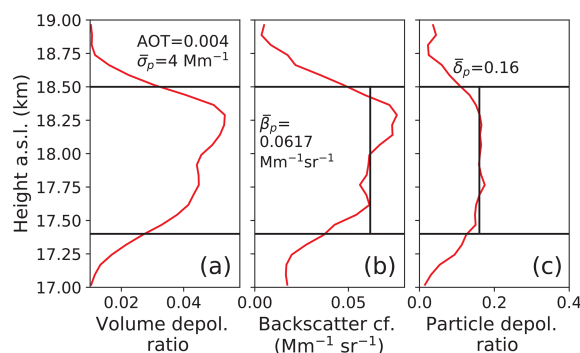 19.00
18.75
18.50
18.25
18.00
17.75
17.50
17.25
17.00
Height a.s.l. (km)
AOT=0.004
σ̄ₚ=4 Mm⁻¹
(a)
0.02 0.04
Volume depol.
ratio
β̄ₚ=
0.0617
Mm⁻¹sr⁻¹
(b)
0.00 0.05
Backscatter cf.
(Mm⁻¹ sr⁻¹)
δ̄ₚ=0.16
(c)
0.0 0.2 0.4
Particle depol.
ratio